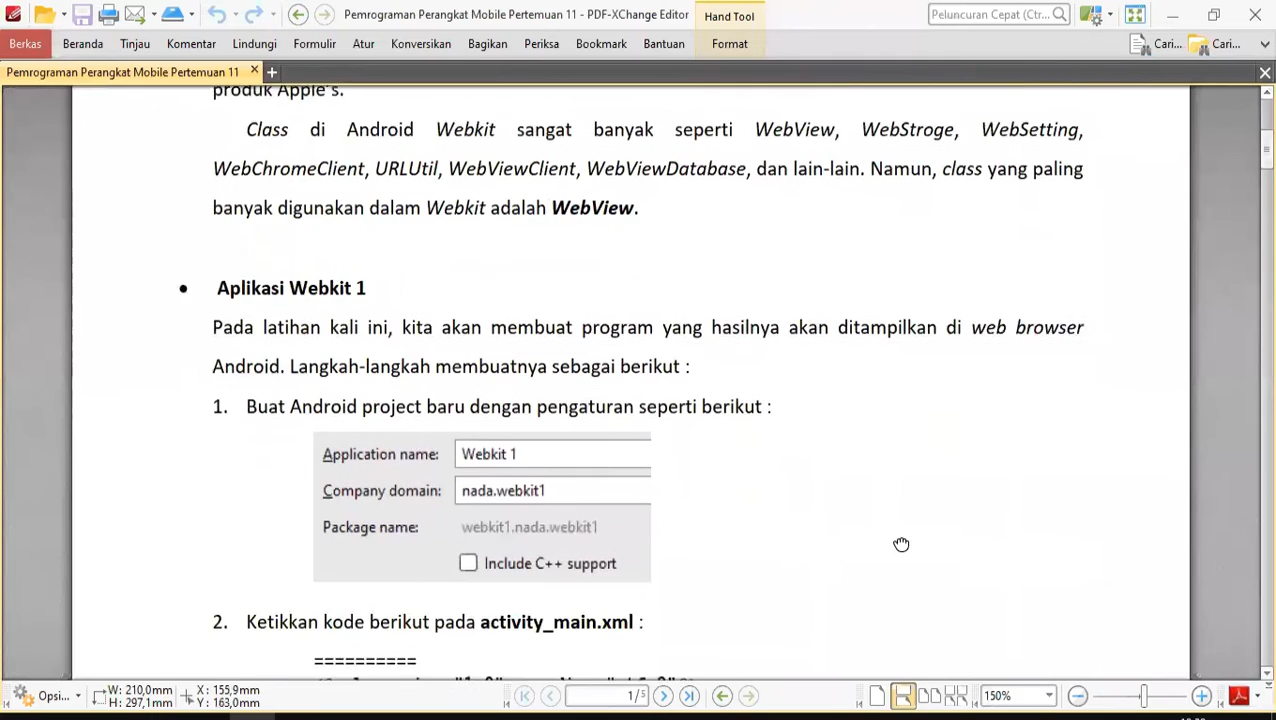 Pemrograman Perangkat Mobile Pertemuan 11 - PDF-XChange Editor
Hand Tool
Peluncuran Cepat (Ctr...
Berkas Beranda Tinjau Komentar Lindungi Formulir Atur Konversikan Bagikan Periksa Bookmark Bantuan Format Cari... Cari...
Pemrograman Perangkat Mobile Pertemuan 11
produk Apple's.
Class di Android Webkit sangat banyak seperti WebView, WebStroge, WebSetting,
WebChromeClient, URLUtil, WebViewClient, WebViewDatabase, dan lain-lain. Namun, class yang paling
banyak digunakan dalam Webkit adalah WebView.
• Aplikasi Webkit 1
Pada latihan kali ini, kita akan membuat program yang hasilnya akan ditampilkan di web browser
Android. Langkah-langkah membuatnya sebagai berikut :
1. Buat Android project baru dengan pengaturan seperti berikut :
Application name: Webkit 1
Company domain: nada.webkit1
Package name: webkit1.nada.webkit1
Include C++ support
2. Ketikkan kode berikut pada activity_main.xml :
==========
Opsi...
W: 210,0mm
H: 297,1mm
X: 155,9mm
Y: 163,0mm
1/5
150%